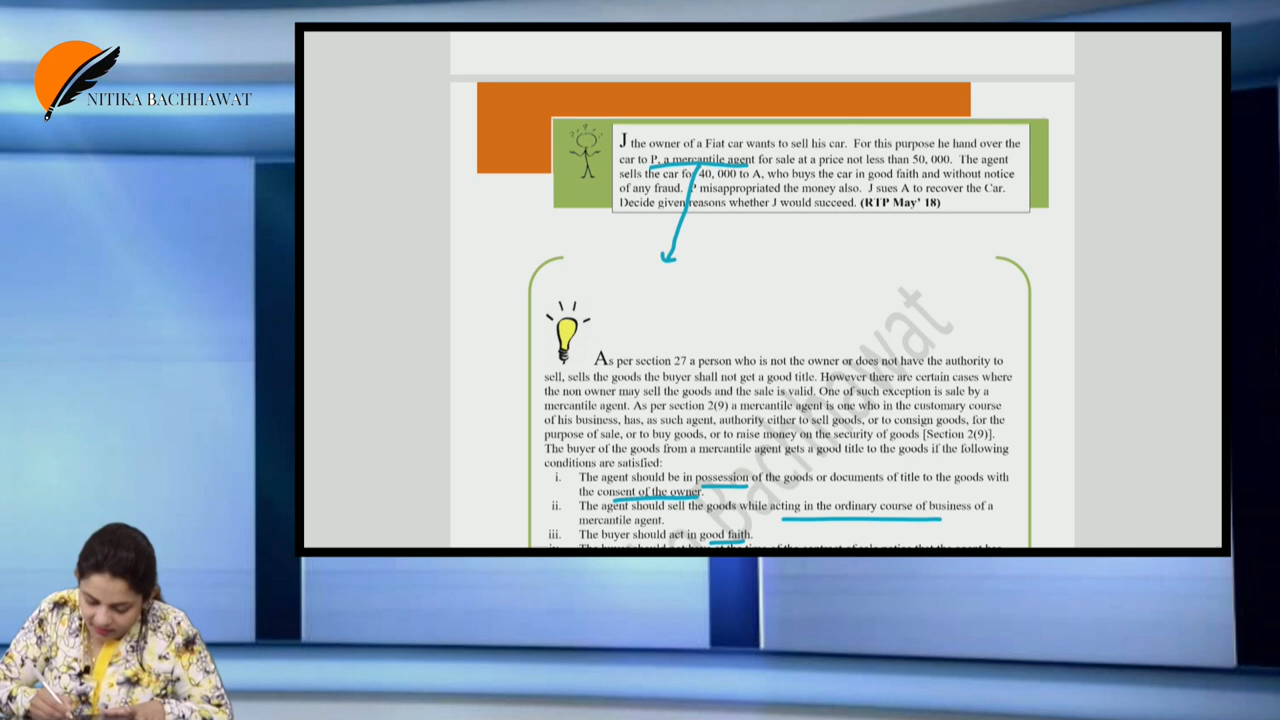 NITIKA BACHHAWAT
J the owner of a Fiat car wants to sell his car. For this purpose he hand over the
car to P, a mercantile agent for sale at a price not less than 50, 000. The agent
sells the car for 40, 000 to A, who buys the car in good faith and without notice
of any fraud. P misappropriated the money also. J sues A to recover the Car.
Decide given reasons whether J would succeed. (RTP May' 18)
As per section 27 a person who is not the owner or does not have the authority to
sell, sells the goods the buyer shall not get a good title. However there are certain cases where
the non owner may sell the goods and the sale is valid. One of such exception is sale by a
mercantile agent. As per section 2(9) a mercantile agent is one who in the customary course
of his business, has, as such agent, authority either to sell goods, or to consign goods, for the
purpose of sale, or to buy goods, or to raise money on the security of goods [Section 2(9)].
The buyer of the goods from a mercantile agent gets a good title to the goods if the following
conditions are satisfied:
i. The agent should be in possession of the goods or documents of title to the goods with
the consent of the owner.
ii. The agent should sell the goods while acting in the ordinary course of business of a
mercantile agent.
iii. The buyer should act in good faith.
Bachhawat